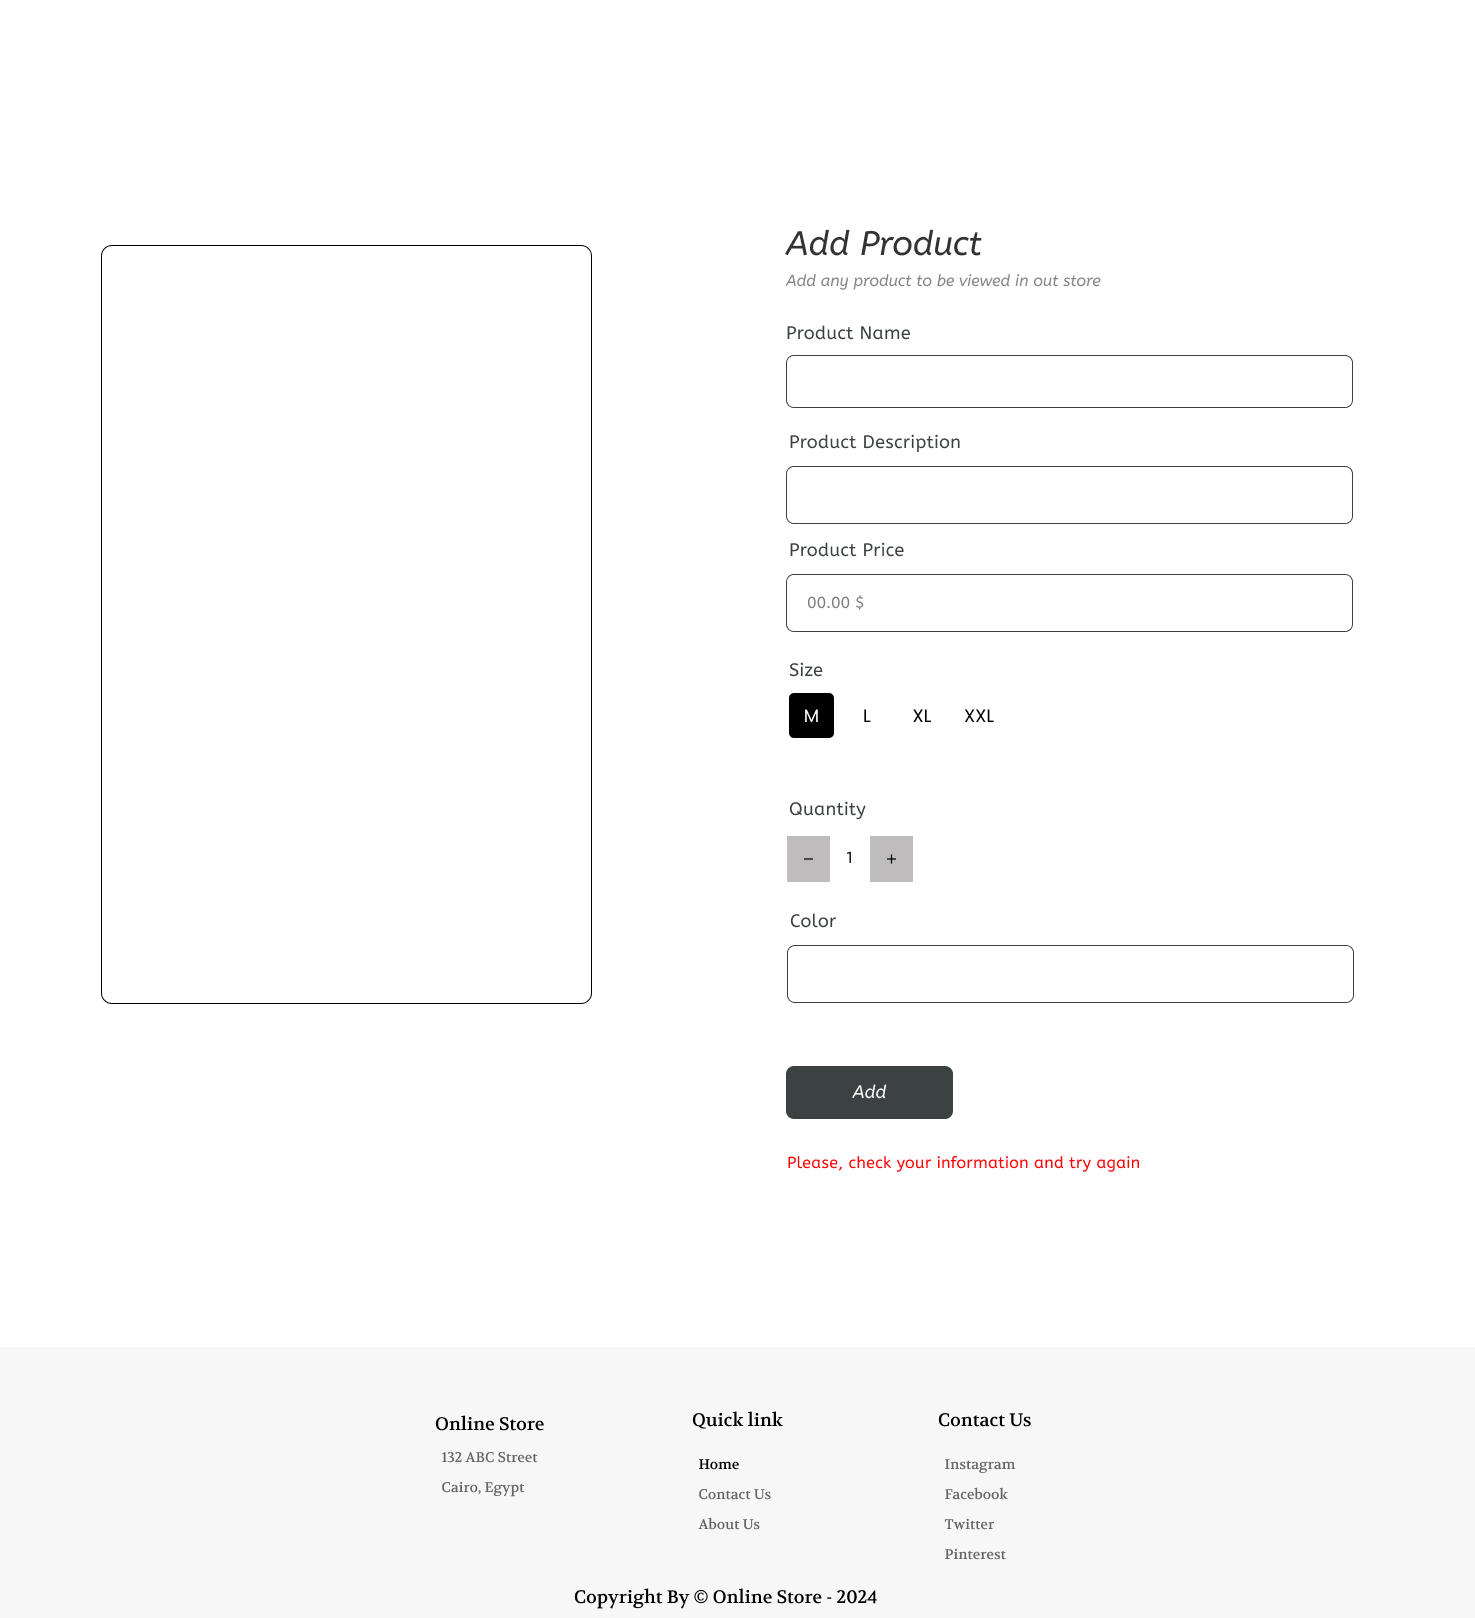 Add Product
Add any product to be viewed in out store
Product Name
Product Description
Product Price
00.00 $
Size
M L XL XXL
Quantity
– 1 +
Color
Add
Please, check your information and try again
Online Store
132 ABC Street
Cairo, Egypt
Quick link
Home
Contact Us
About Us
Contact Us
Instagram
Facebook
Twitter
Pinterest
Copyright By © Online Store - 2024